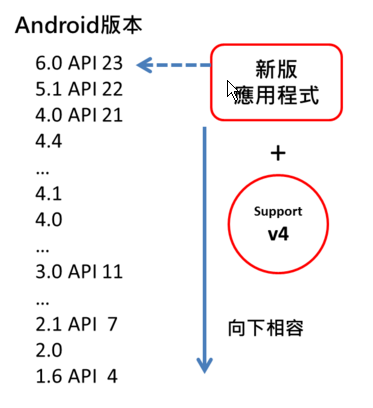 Android版本
6.0 API 23
5.1 API 22
4.0 API 21
4.4
...
4.1
4.0
...
3.0 API 11
...
2.1 API 7
2.0
1.6 API 4
新版
應用程式
+
Support
v4
向下相容